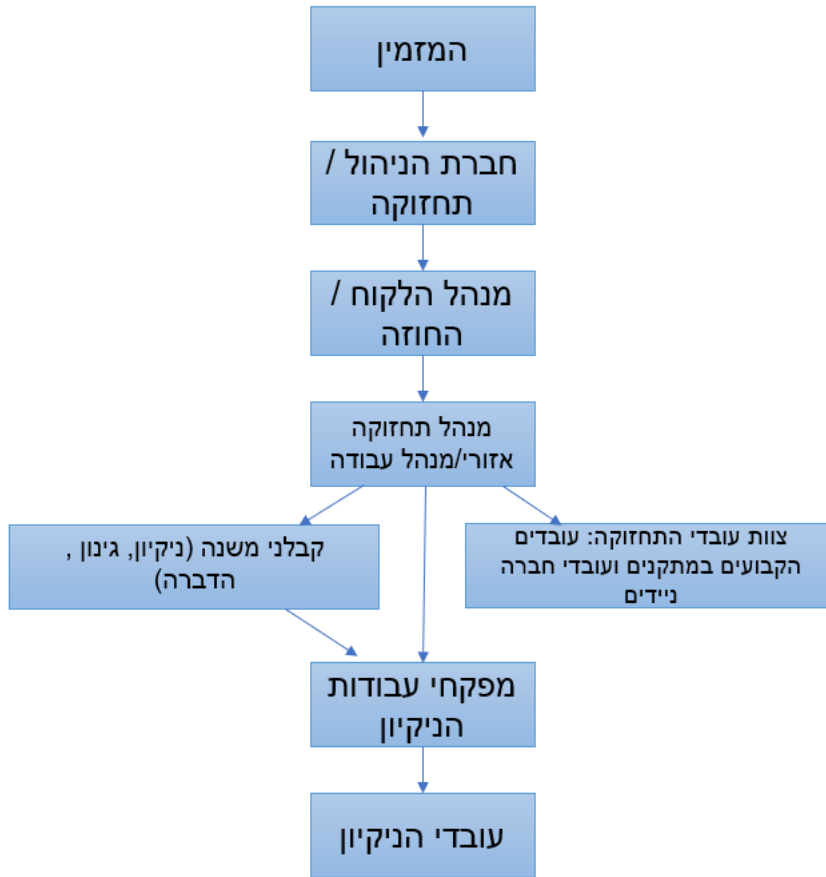 המזמין
חברת הניהול /
תחזוקה
מנהל הלקוח /
החוזה
מנהל תחזוקה
אזורי/מנהל עבודה
צוות עובדי התחזוקה: עובדים
הקבועים במתקנים ועובדי חברה
ניידים
קבלני משנה (ניקיון, גינון ,
הדברה)
מפקחי עבודות
הניקיון
עובדי הניקיון